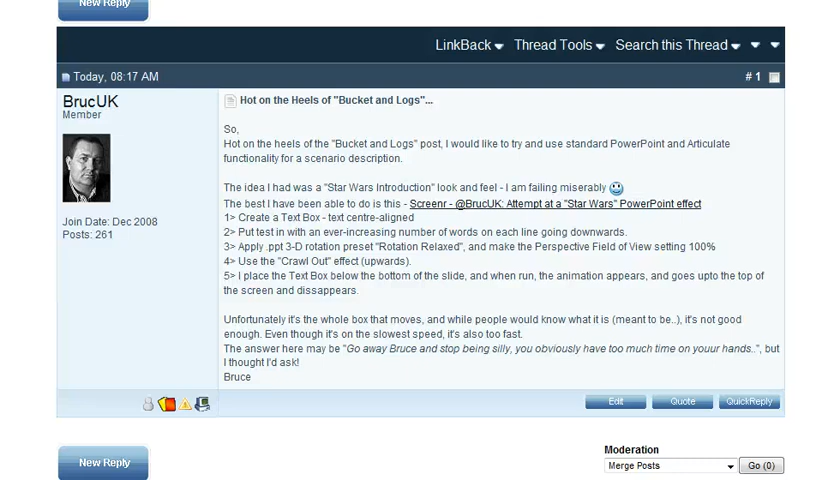 New Reply
LinkBack Thread Tools Search this Thread
Today, 08:17 AM # 1
BrucUK
Member
Join Date: Dec 2008
Posts: 261
Hot on the Heels of "Bucket and Logs"...
So,
Hot on the heels of the "Bucket and Logs" post, I would like to try and use standard PowerPoint and Articulate
functionality for a scenario description.
The idea I had was a "Star Wars Introduction" look and feel - I am failing miserably
The best I have been able to do is this - Screenr - @BrucUK: Attempt at a "Star Wars" PowerPoint effect
1> Create a Text Box - text centre-aligned
2> Put test in with an ever-increasing number of words on each line going downwards.
3> Apply .ppt 3-D rotation preset "Rotation Relaxed", and make the Perspective Field of View setting 100%
4> Use the "Crawl Out" effect (upwards).
5> I place the Text Box below the bottom of the slide, and when run, the animation appears, and goes upto the top of
the screen and dissappears.
Unfortunately it's the whole box that moves, and while people would know what it is (meant to be..), it's not good
enough. Even though it's on the slowest speed, it's also too fast.
The answer here may be "Go away Bruce and stop being silly, you obviously have too much time on youur hands..", but
I thought I'd ask!
Bruce
Edit Quote QuickReply
New Reply
Moderation
Merge Posts Go (0)